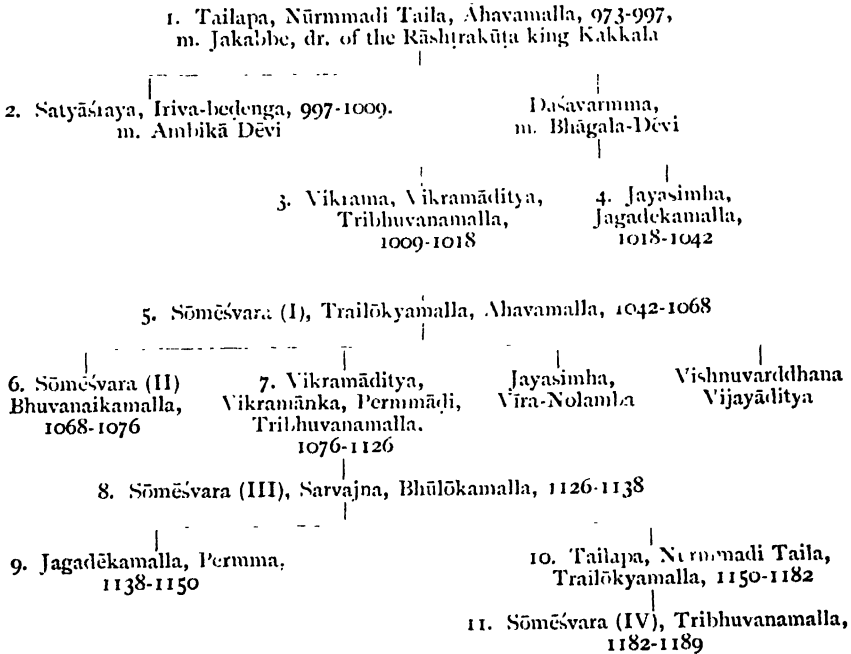 1. Tailapa, Nūrmmadi Taila, Āhavamalla, 973-997,
m. Jakabbe, dr. of the Rāshṭrakūṭa king Kakkala
2. Satyāśraya, Iriva-beḍenga, 997-1009.
m. Ambikā Dēvi
Daśavarmma,
m. Bhāgala-Dēvi
3. Vikrama, Vikramāditya,
Tribhuvanamalla,
1009-1018
4. Jayasimha,
Jagadekamalla,
1018-1042
5. Sōmēśvara (I), Trailōkyamalla, Āhavamalla, 1042-1068
6. Sōmēśvara (II)
Bhuvanaikamalla,
1068-1076
7. Vikramāditya,
Vikramānka, Permmāḍi,
Tribhuvanamalla.
1076-1126
Jayasimha,
Vīra-Nolamba
Vishnuvarddhana
Vijayāditya
8. Sōmēśvara (III), Sarvajna, Bhūlōkamalla, 1126-1138
9. Jagadēkamalla, Permma,
1138-1150
10. Tailapa, Nūrmmadi Taila,
Trailōkyamalla, 1150-1182
11. Sōmēśvara (IV), Tribhuvanamalla,
1182-1189